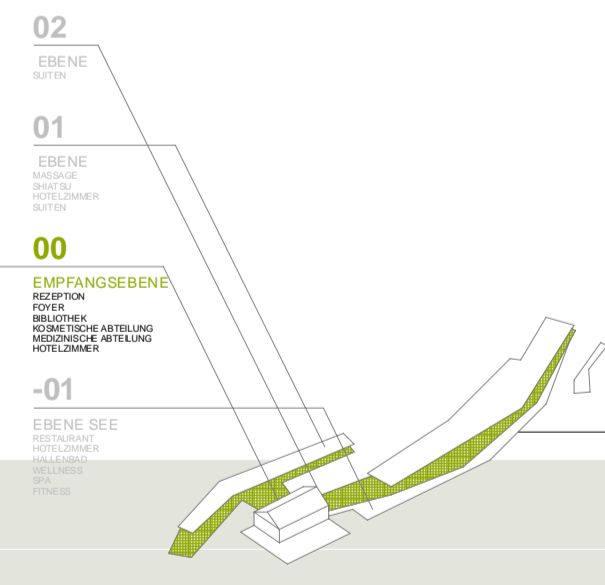 02
EBENE
SUITEN
01
EBENE
MASSAGE
SHIATSU
HOTELZIMMER
SUITEN
00
EMPFANGSEBENE
REZEPTION
FOYER
BIBLIOTHEK
KOSMETISCHE ABTEILUNG
MEDIZINISCHE ABTEILUNG
HOTELZIMMER
-01
EBENE SEE
RESTAURANT
HOTELZIMMER
HALLENBAD
WELLNESS
SPA
FITNESS